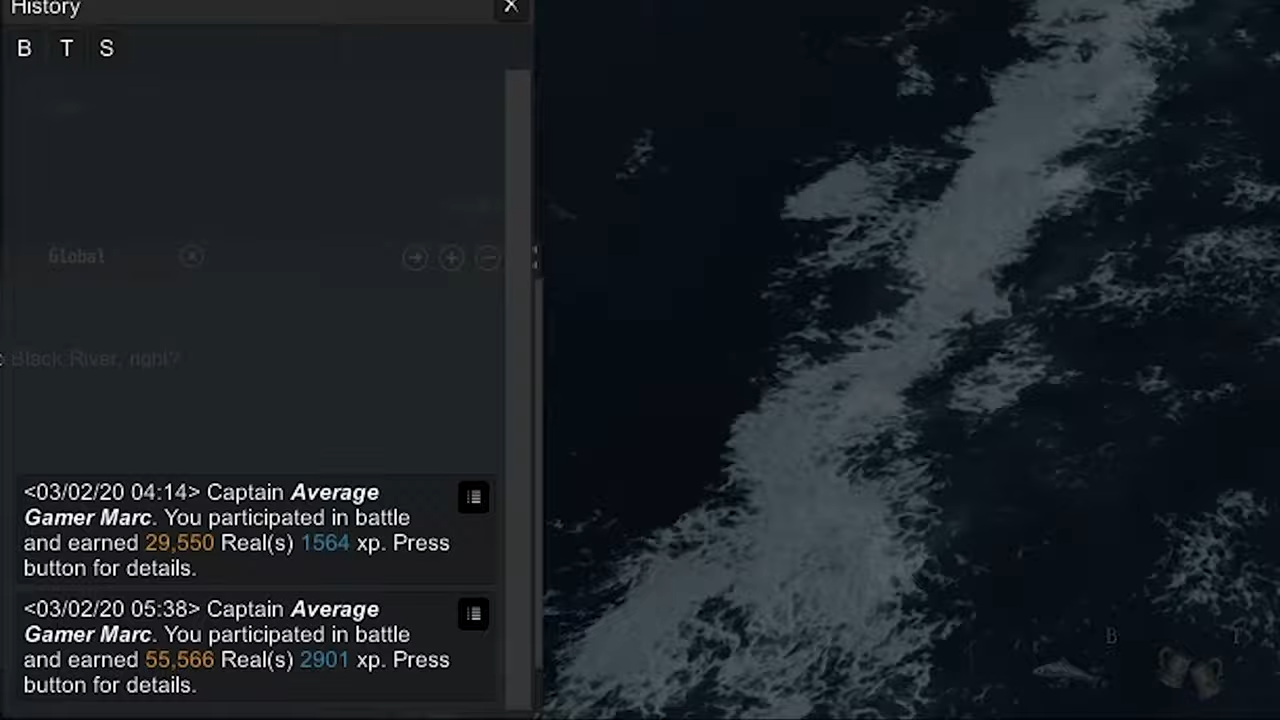 History X
B T S
Global
Black River, right?
<03/02/20 04:14> Captain Average
Gamer Marc. You participated in battle
and earned 29,550 Real(s) 1564 xp. Press
button for details.
<03/02/20 05:38> Captain Average
Gamer Marc. You participated in battle
and earned 55,566 Real(s) 2901 xp. Press
button for details.
B T